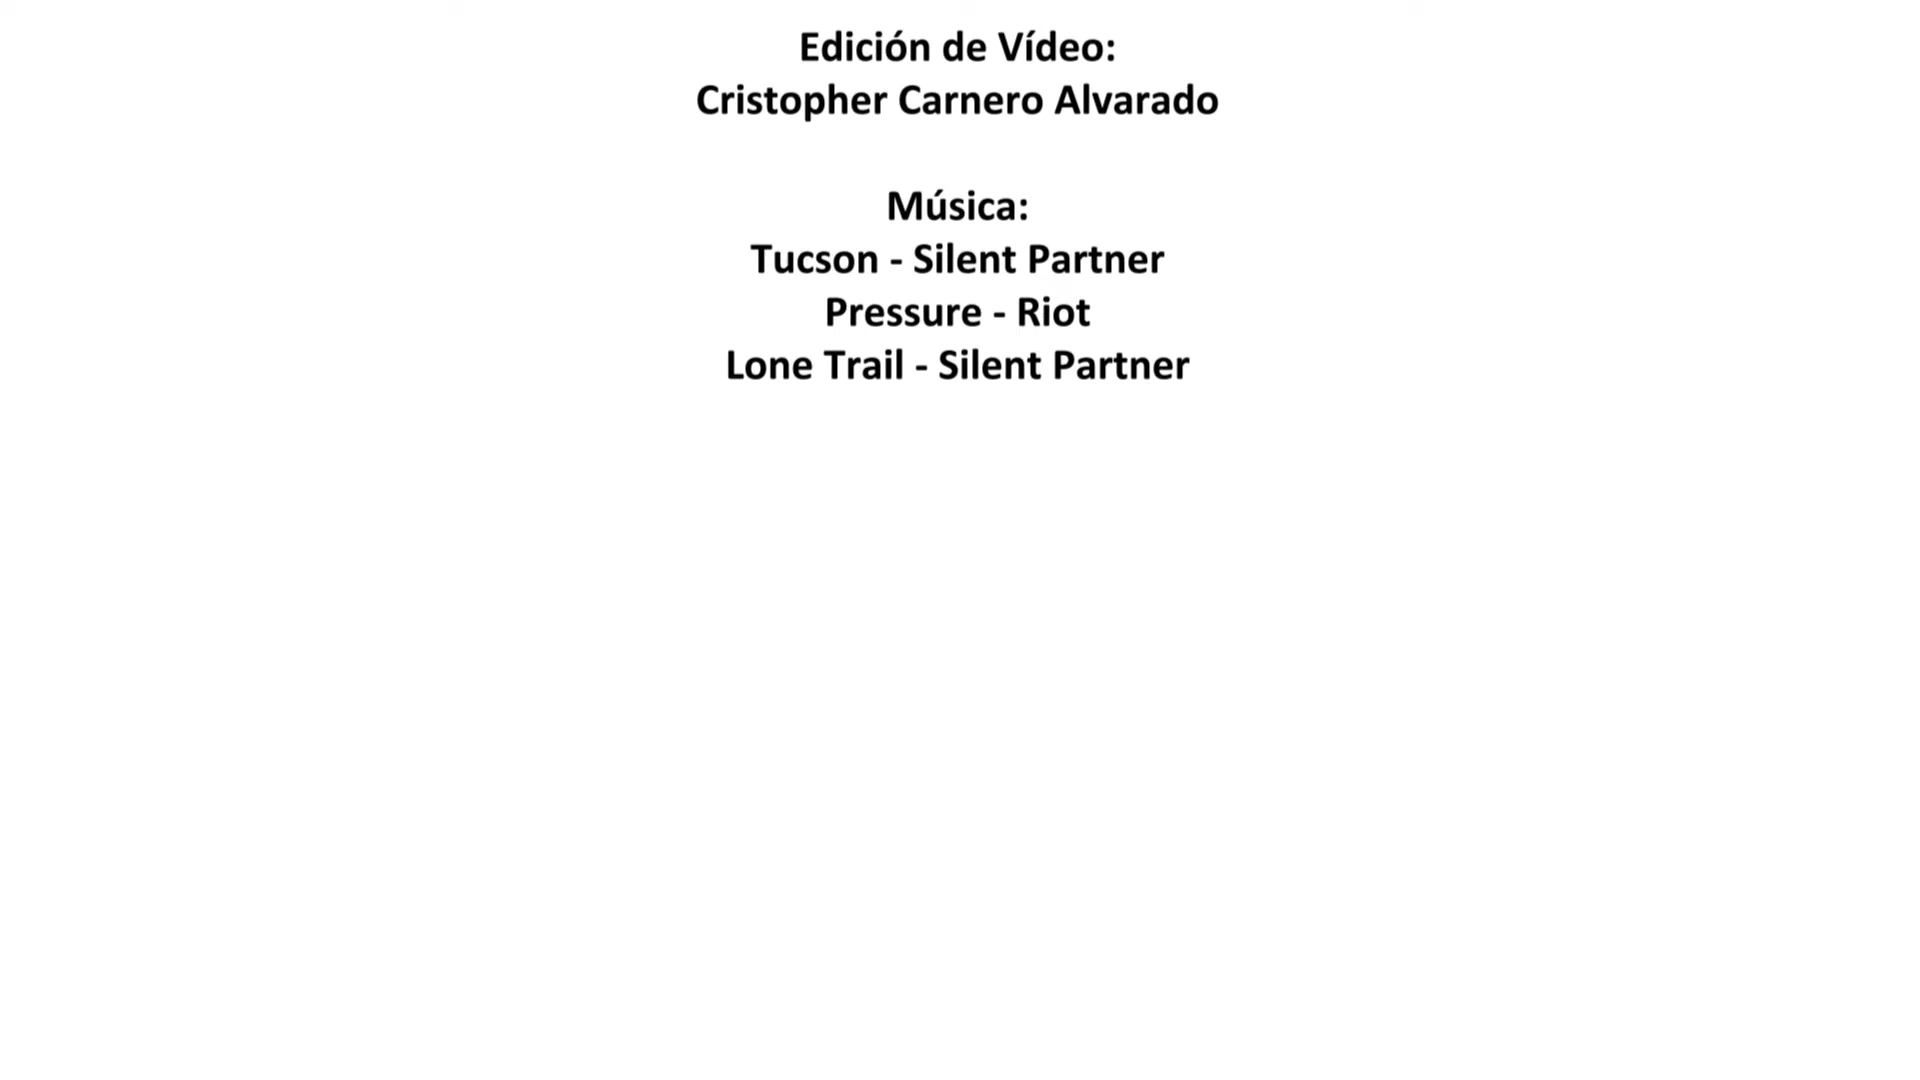 Edición de Vídeo:
Cristopher Carnero Alvarado
Música:
Tucson - Silent Partner
Pressure - Riot
Lone Trail - Silent Partner